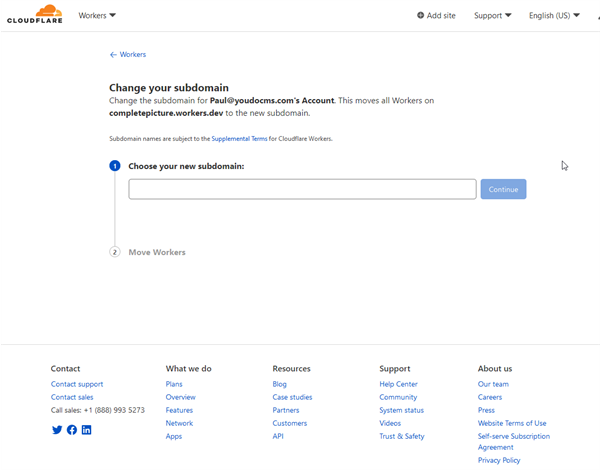 CLOUDFLARE
Workers
Add site
Support
English (US)
← Workers
Change your subdomain
Change the subdomain for Paul@youdocms.com's Account. This moves all Workers on
completepicture.workers.dev to the new subdomain.
Subdomain names are subject to the Supplemental Terms for Cloudflare Workers.
1 Choose your new subdomain:
Continue
2 Move Workers
Contact
Contact support
Contact sales
Call sales: +1 (888) 993 5273
What we do
Plans
Overview
Features
Network
Apps
Resources
Blog
Case studies
Partners
Customers
API
Support
Help Center
Community
System status
Videos
Trust & Safety
About us
Our team
Careers
Press
Website Terms of Use
Self-serve Subscription
Agreement
Privacy Policy